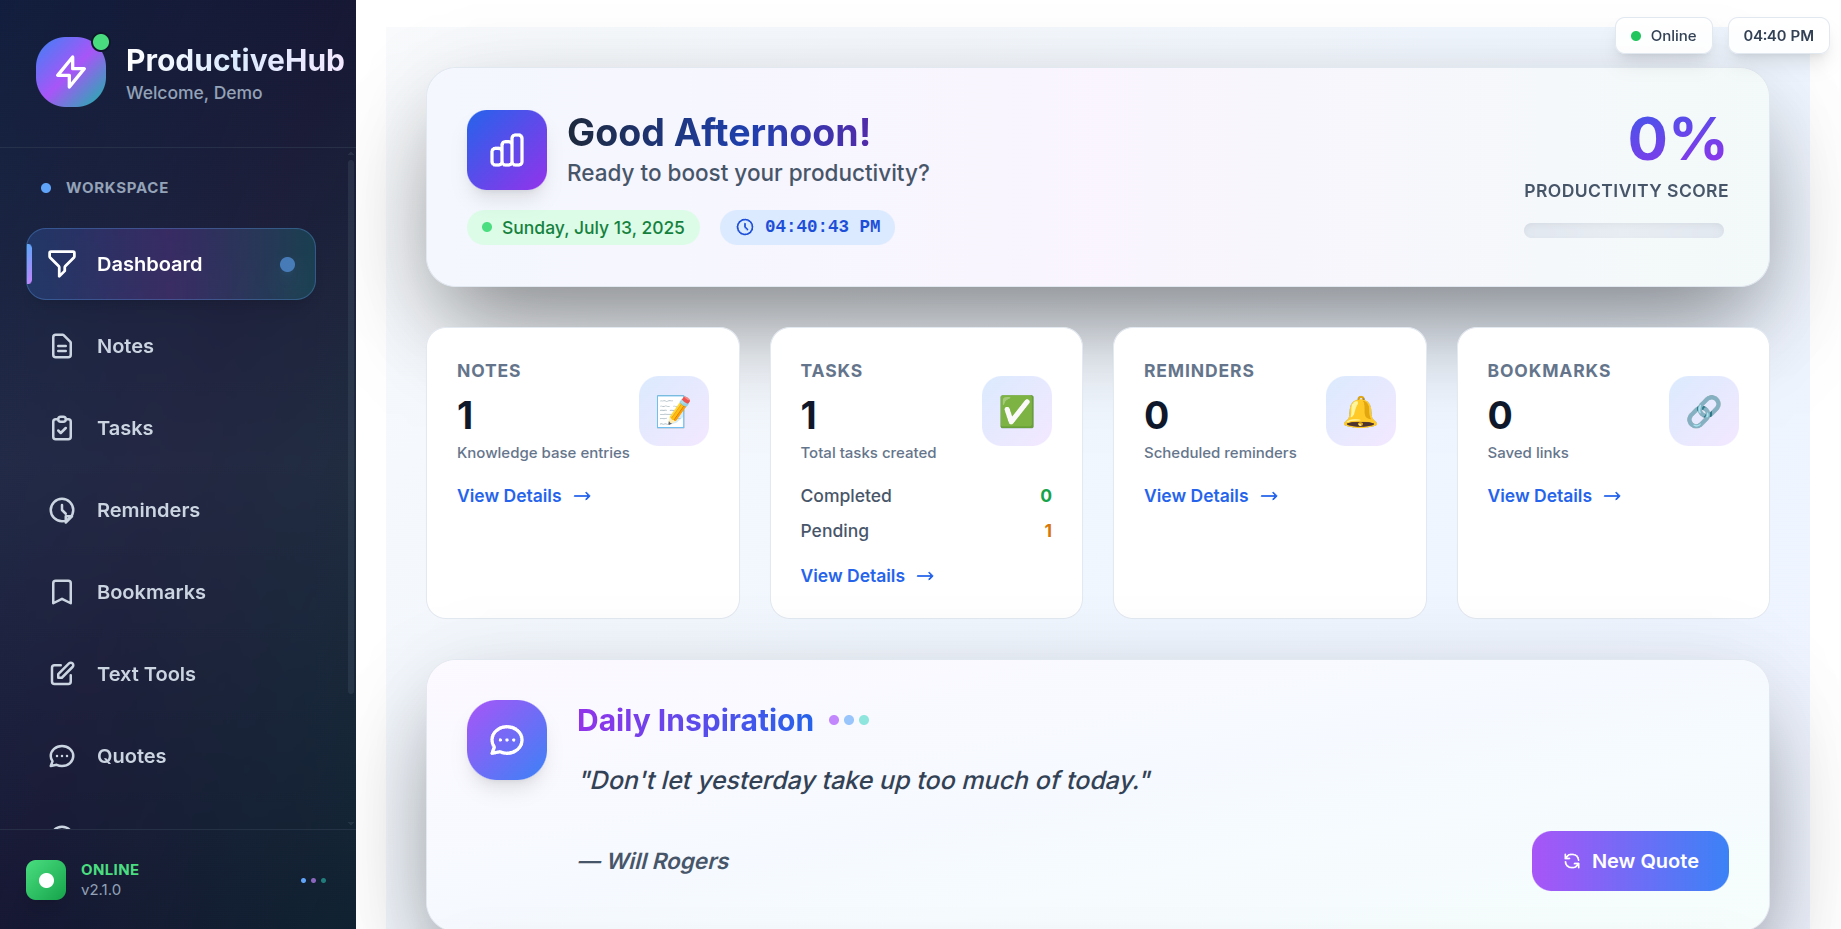 ProductiveHub
Welcome, Demo
WORKSPACE
Dashboard
Notes
Tasks
Reminders
Bookmarks
Text Tools
Quotes
ONLINE
v2.1.0
Online
04:40 PM
Good Afternoon!
Ready to boost your productivity?
Sunday, July 13, 2025
04:40:43 PM
0%
PRODUCTIVITY SCORE
NOTES
1
Knowledge base entries
View Details →
TASKS
1
Total tasks created
Completed 0
Pending 1
View Details →
REMINDERS
0
Scheduled reminders
View Details →
BOOKMARKS
0
Saved links
View Details →
Daily Inspiration
"Don't let yesterday take up too much of today."
— Will Rogers
New Quote